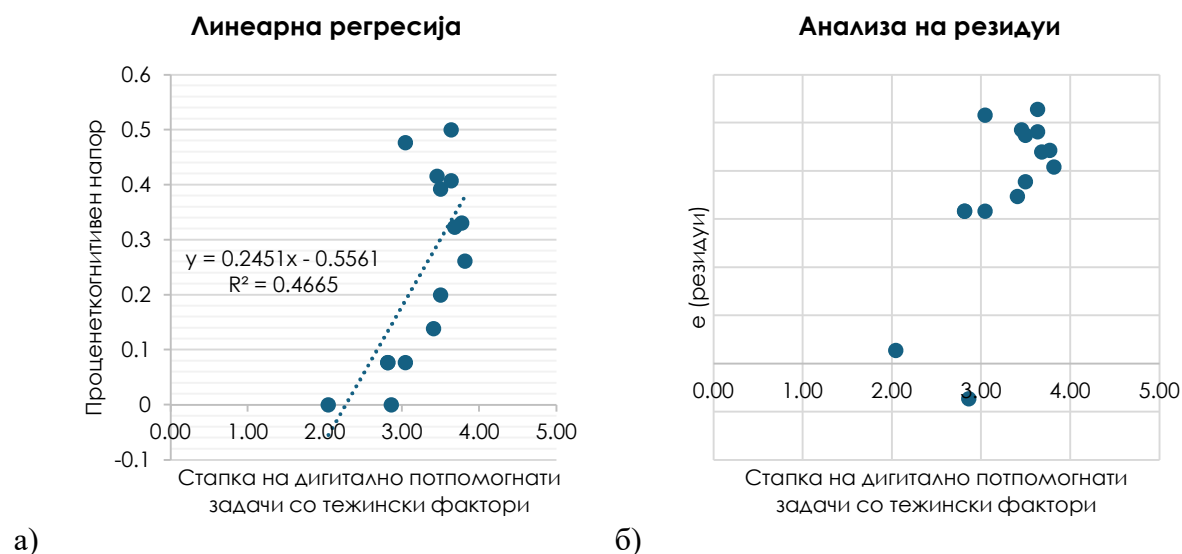 Линеарна регресија
0.6
0.5
0.4
0.3
0.2
0.1
0
-0.1
0.00 1.00 2.00 3.00 4.00 5.00
y = 0.2451x - 0.5561
R² = 0.4665
Проценеткогнитивен напор
Стапка на дигитално потпомогнати
задачи со тежински фактори
а)
Анализа на резидуи
е (резидуи)
0.00 1.00 2.00 3.00 4.00 5.00
Стапка на дигитално потпомогнати
задачи со тежински фактори
б)